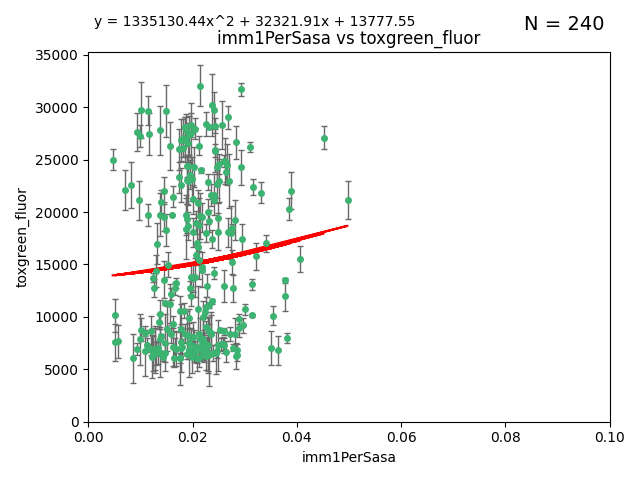 y = 1335130.44x^2 + 32321.91x + 13777.55
N = 240
imm1PerSasa vs toxgreen_fluor
35000
30000
25000
20000
15000
10000
5000
0
toxgreen_fluor
0.00 0.02 0.04 0.06 0.08 0.10
imm1PerSasa